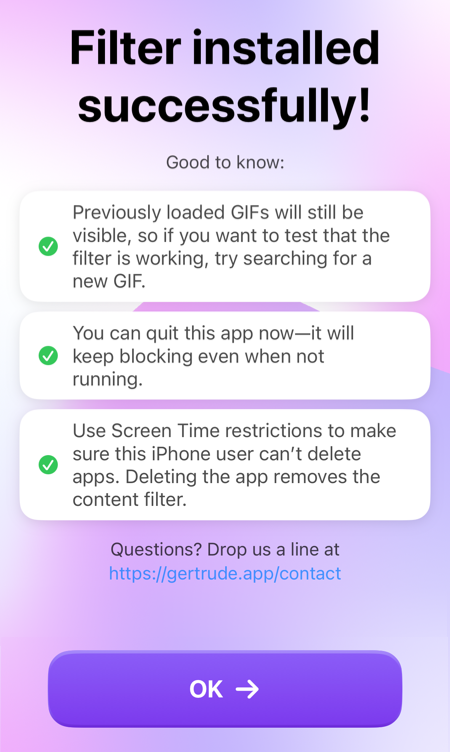 Filter installed
successfully!
Good to know:
Previously loaded GIFs will still be
visible, so if you want to test that the
filter is working, try searching for a
new GIF.
You can quit this app now—it will
keep blocking even when not
running.
Use Screen Time restrictions to make
sure this iPhone user can’t delete
apps. Deleting the app removes the
content filter.
Questions? Drop us a line at
https://gertrude.app/contact
OK →